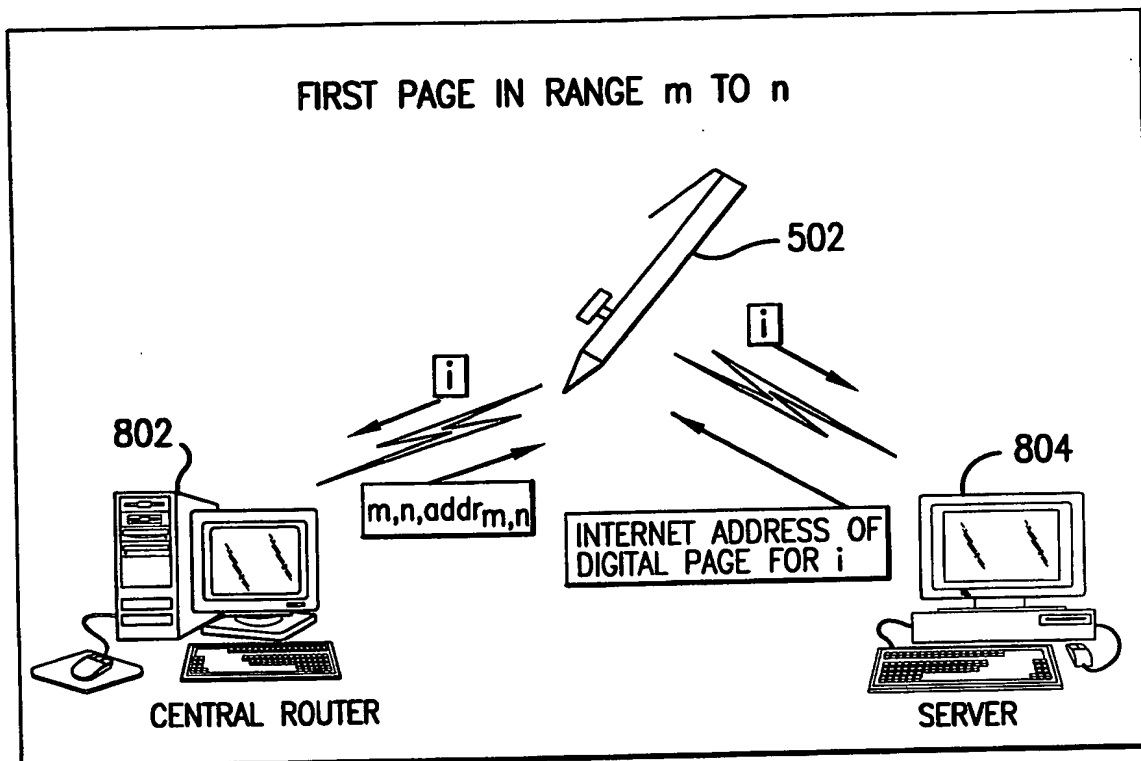 FIRST PAGE IN RANGE m TO n
502
i
i
802
804
m,n,addrm,n
INTERNET ADDRESS OF
DIGITAL PAGE FOR i
CENTRAL ROUTER
SERVER